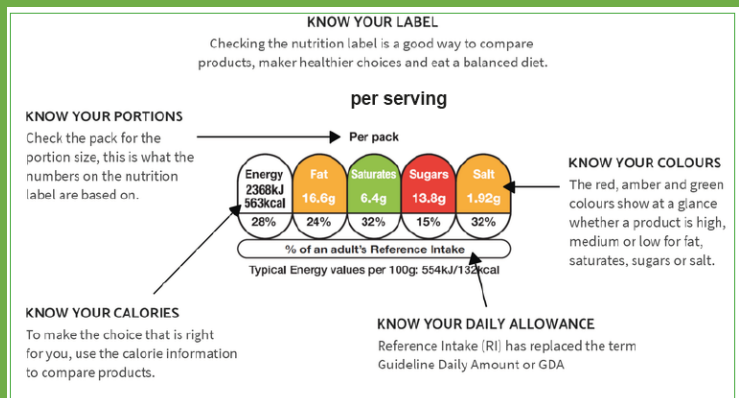 KNOW YOUR LABEL
Checking the nutrition label is a good way to compare
products, maker healthier choices and eat a balanced diet.
per serving
KNOW YOUR PORTIONS
Check the pack for the
portion size, this is what the
numbers on the nutrition
label are based on.
Per pack
Energy Fat Saturates Sugars Salt
2368kJ
563kcal 16.6g 6.4g 13.8g 1.92g
28% 24% 32% 15% 32%
% of an adult's Reference Intake
Typical Energy values per 100g: 554kJ/132kcal
KNOW YOUR COLOURS
The red, amber and green
colours show at a glance
whether a product is high,
medium or low for fat,
saturates, sugars or salt.
KNOW YOUR CALORIES
To make the choice that is right
for you, use the calorie information
to compare products.
KNOW YOUR DAILY ALLOWANCE
Reference Intake (RI) has replaced the term
Guideline Daily Amount or GDA